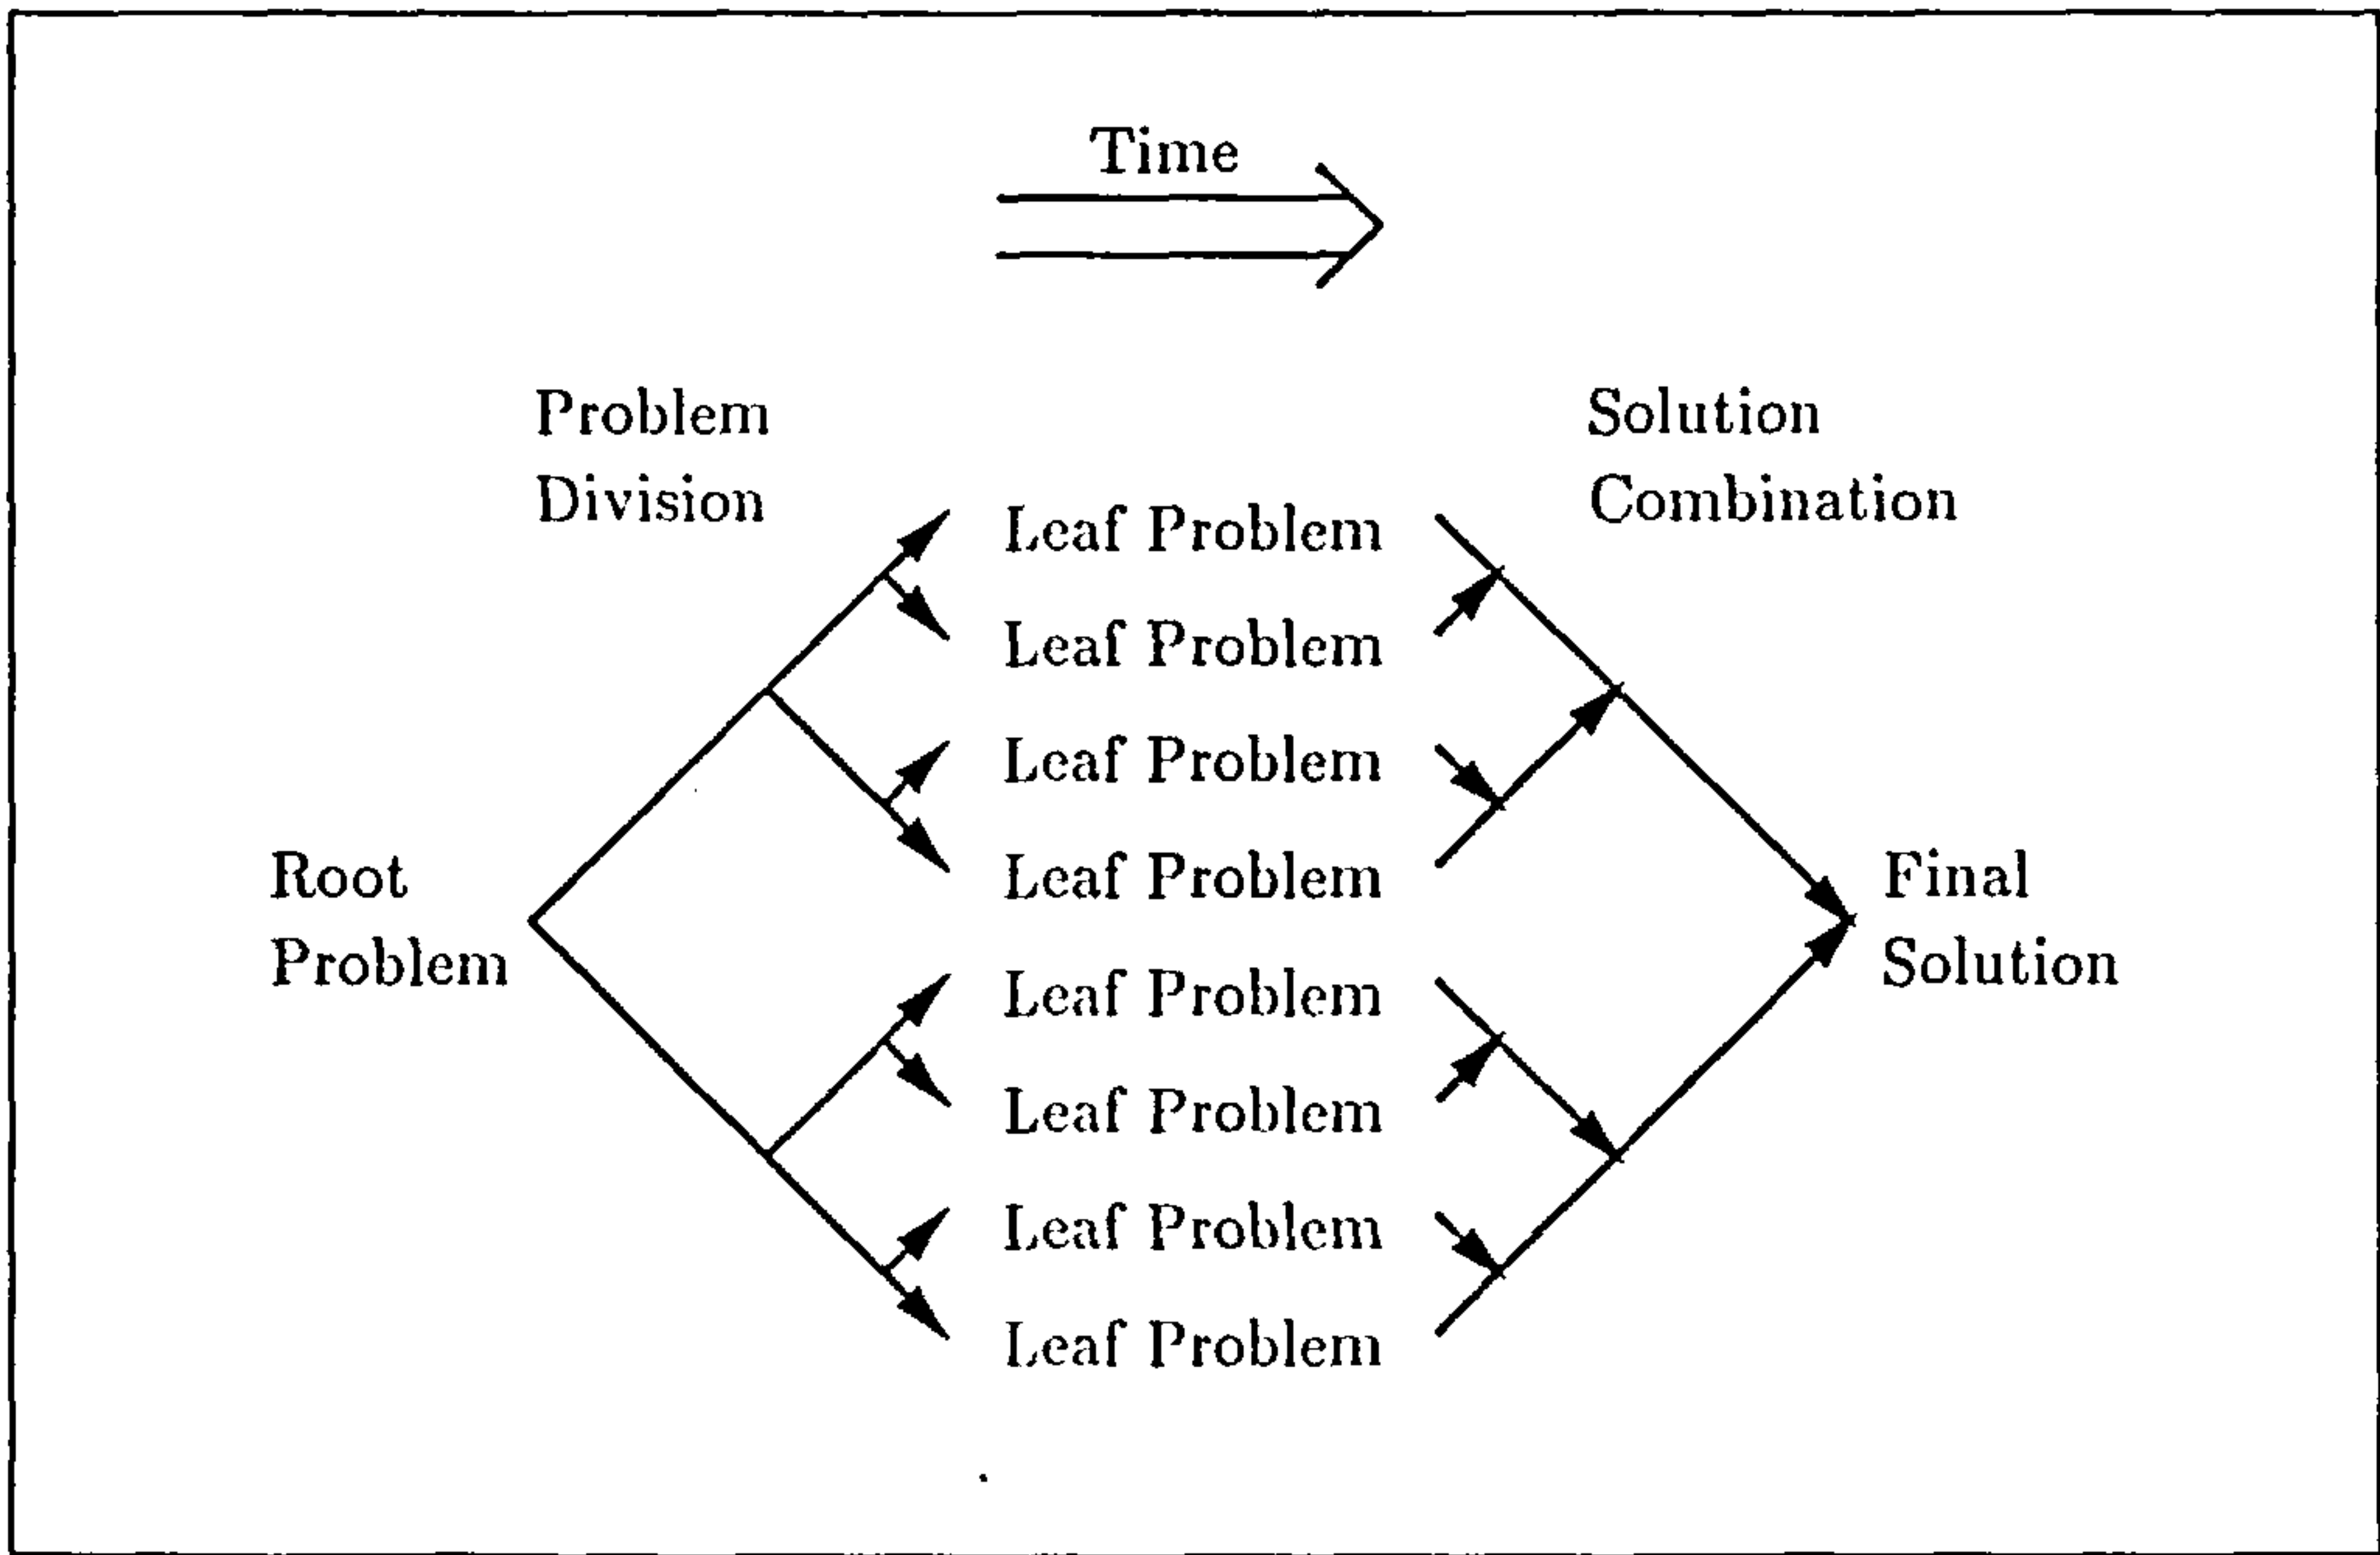 Time
Problem
Division
Solution
Combination
Leaf Problem
Leaf Problem
Leaf Problem
Leaf Problem
Root
Problem
Final
Solution
Leaf Problem
Leaf Problem
Leaf Problem
Leaf Problem